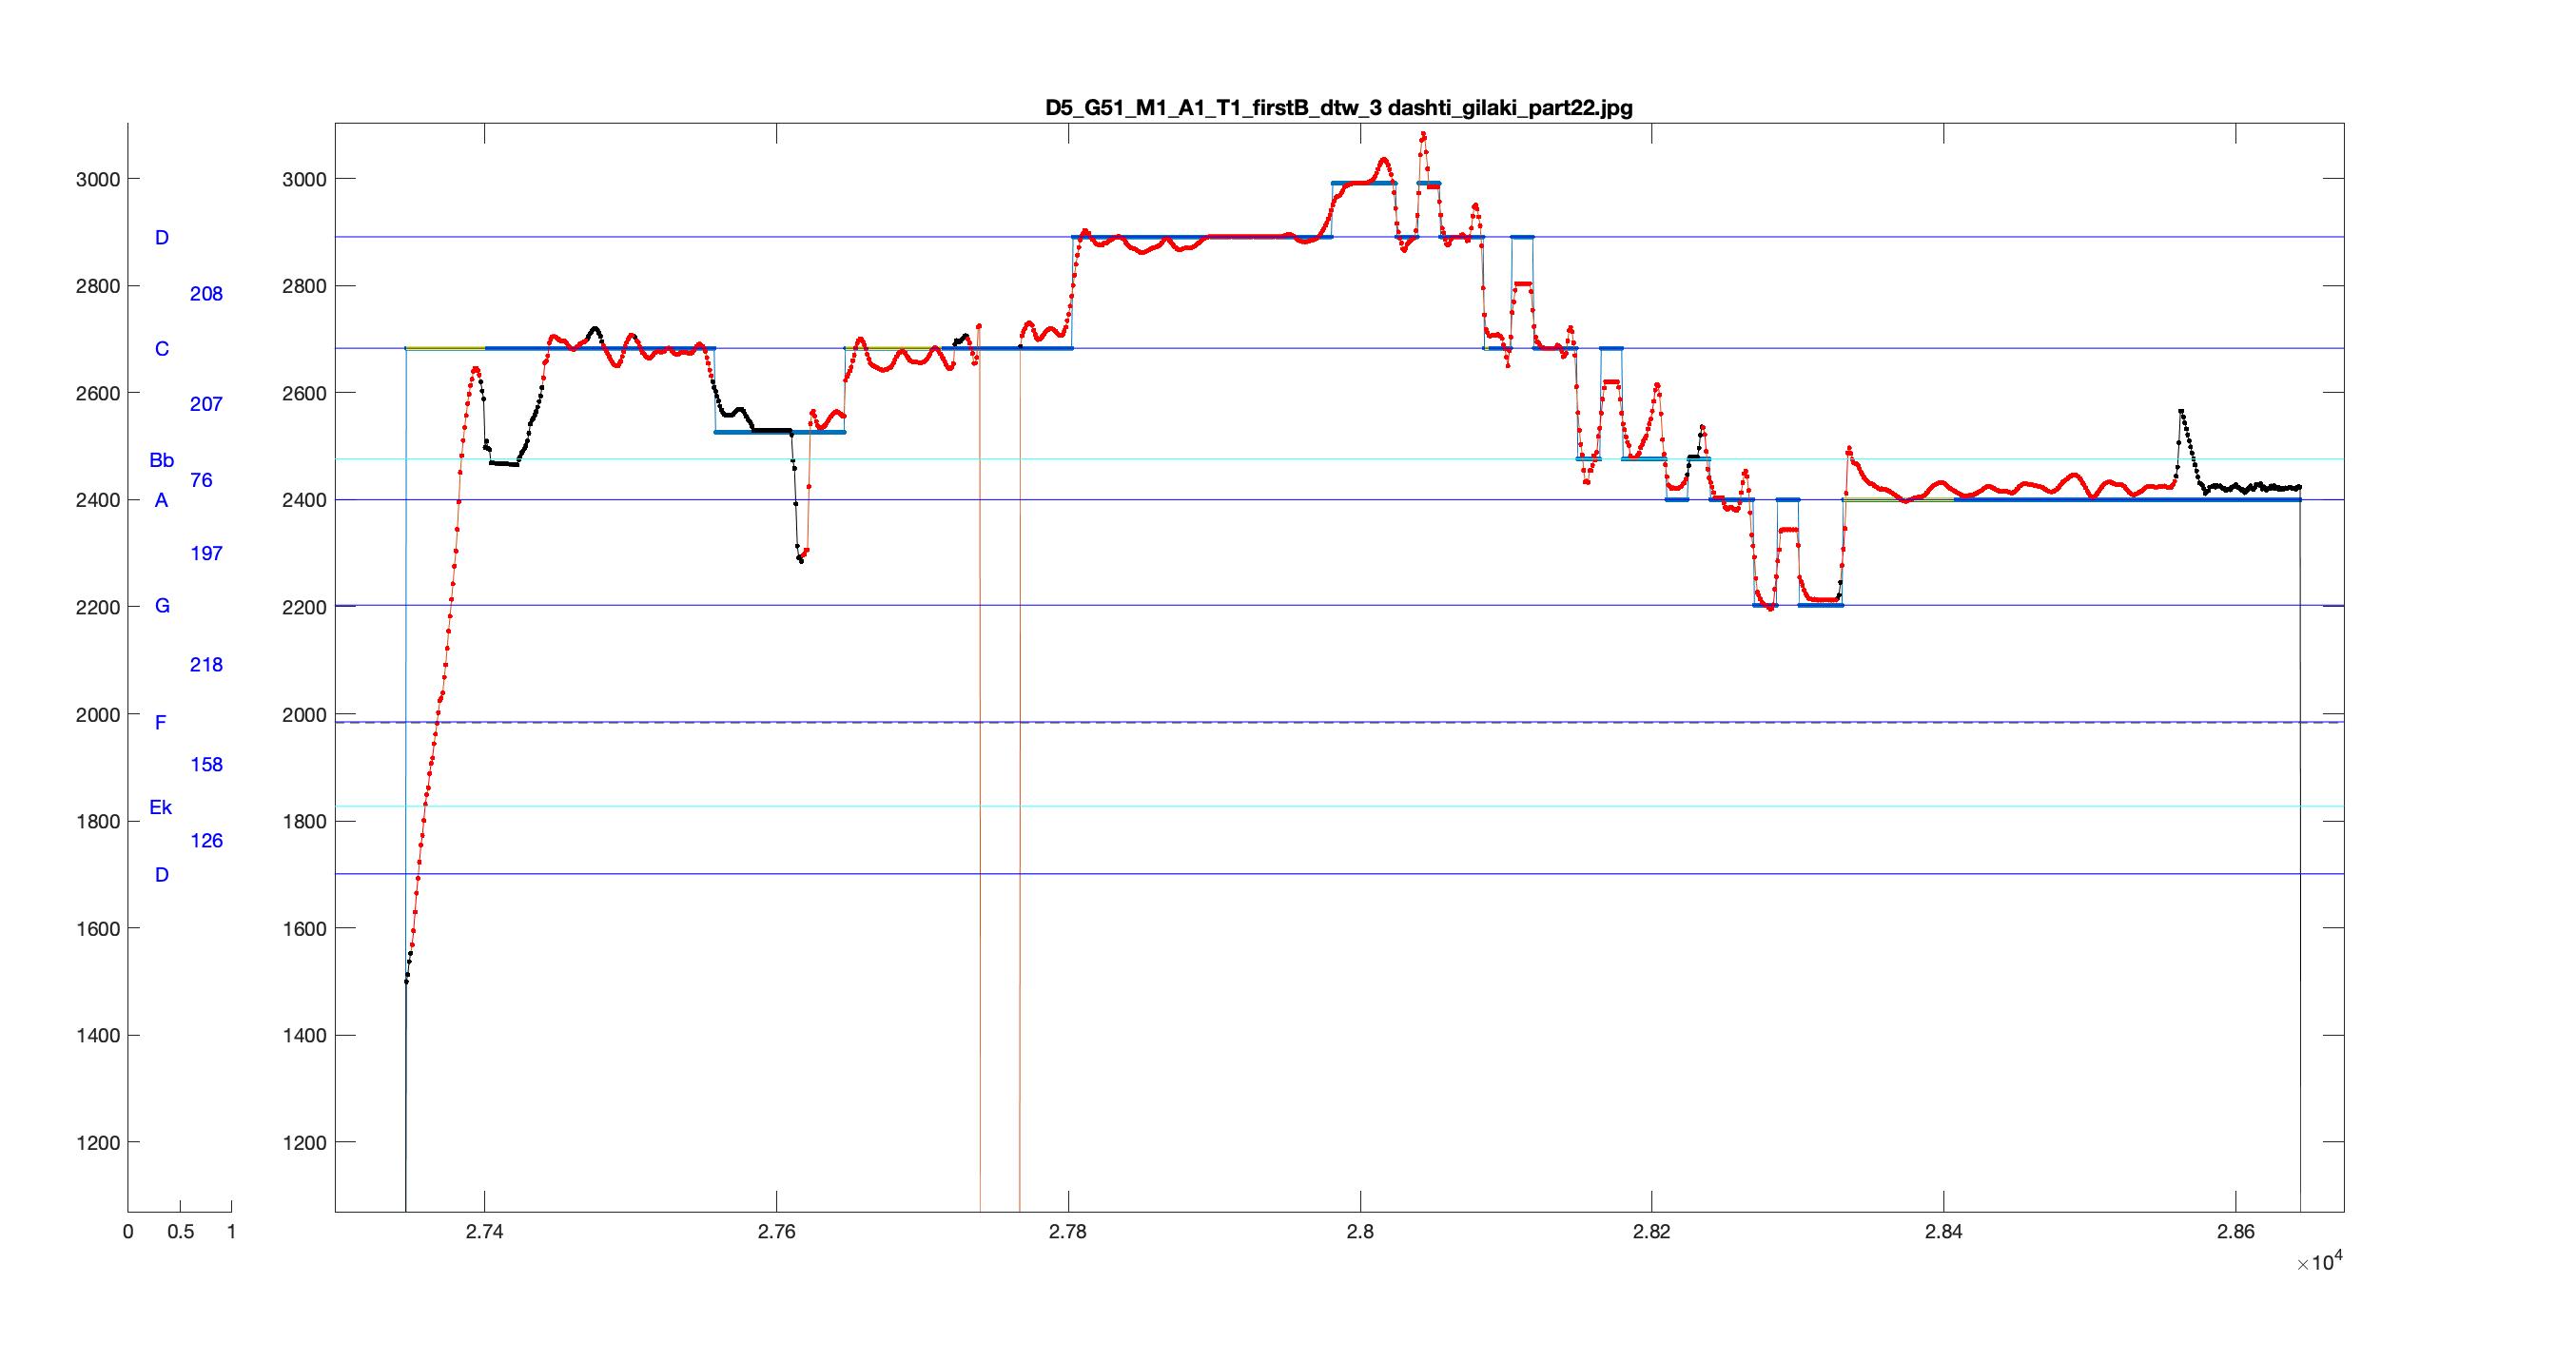 D5_G51_M1_A1_T1_firstB_dtw_3 dashti_gilaki_part22.jpg
3000 3000
D
2800 208 2800
C
2600 207 2600
Bb
76
2400 A 2400
197
2200 G 2200
218
2000 F 2000
158
1800 Ek 1800
126
D
1600 1600
1400 1400
1200 1200
0 0.5 1 2.74 2.76 2.78 2.8 2.82 2.84 2.86
×10^4